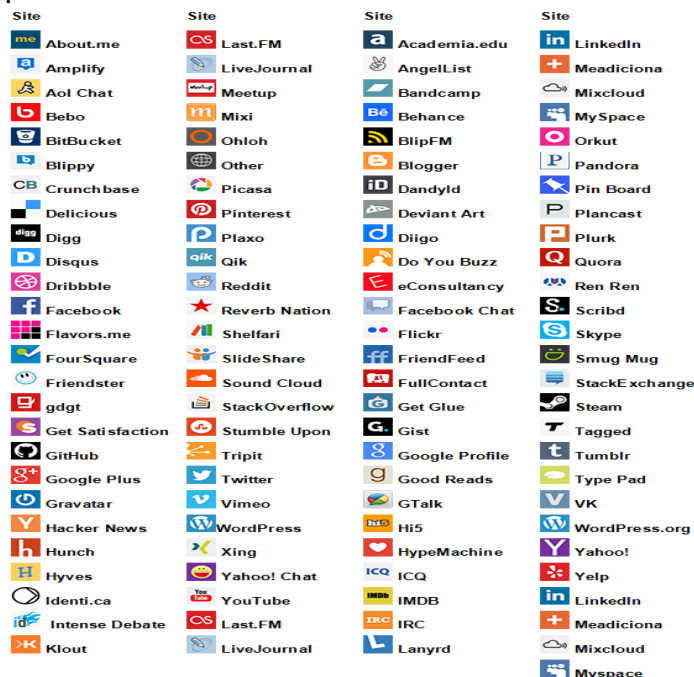 Site
About.me
Amplify
Aol Chat
Bebo
BitBucket
Blippy
Crunchbase
Delicious
Digg
Disqus
Dribbble
Facebook
Flavors.me
FourSquare
Friendster
gdgt
Get Satisfaction
GitHub
Google Plus
Gravatar
Hacker News
Hunch
Hyves
Identi.ca
Intense Debate
Klout
Site
Last.FM
LiveJournal
Meetup
Mixi
Ohloh
Other
Picasa
Pinterest
Plaxo
Qik
Reddit
Reverb Nation
Shelfari
SlideShare
Sound Cloud
StackOverflow
Stumble Upon
Tripit
Twitter
Vimeo
WordPress
Xing
Yahoo! Chat
YouTube
Last.FM
LiveJournal
Site
Academia.edu
AngelList
Bandcamp
Behance
BlipFM
Blogger
DandyId
Deviant Art
Diigo
Do You Buzz
eConsultancy
Facebook Chat
Flickr
FriendFeed
FullContact
Get Glue
Gist
Google Profile
Good Reads
GTalk
Hi5
HypeMachine
ICQ
IMDB
IRC
Lanyrd
Site
LinkedIn
Meadiciona
Mixcloud
MySpace
Orkut
Pandora
Pin Board
Plancast
Plurk
Quora
Ren Ren
Scribd
Skype
Smug Mug
StackExchange
Steam
Tagged
Tumblr
Type Pad
VK
WordPress.org
Yahoo!
Yelp
LinkedIn
Meadiciona
Mixcloud
Myspace